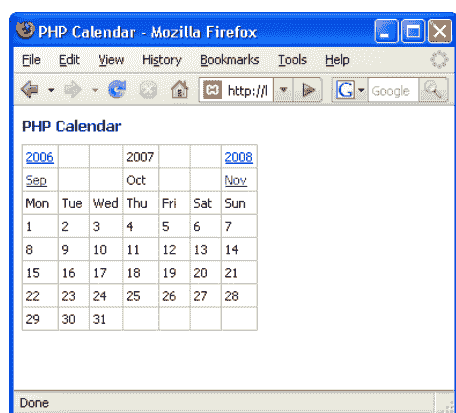 PHP Calendar - Mozilla Firefox
File Edit View History Bookmarks Tools Help
http://l G Google
PHP Calendar
2006 2007 2008
Sep Oct Nov
Mon Tue Wed Thu Fri Sat Sun
1 2 3 4 5 6 7
8 9 10 11 12 13 14
15 16 17 18 19 20 21
22 23 24 25 26 27 28
29 30 31
Done